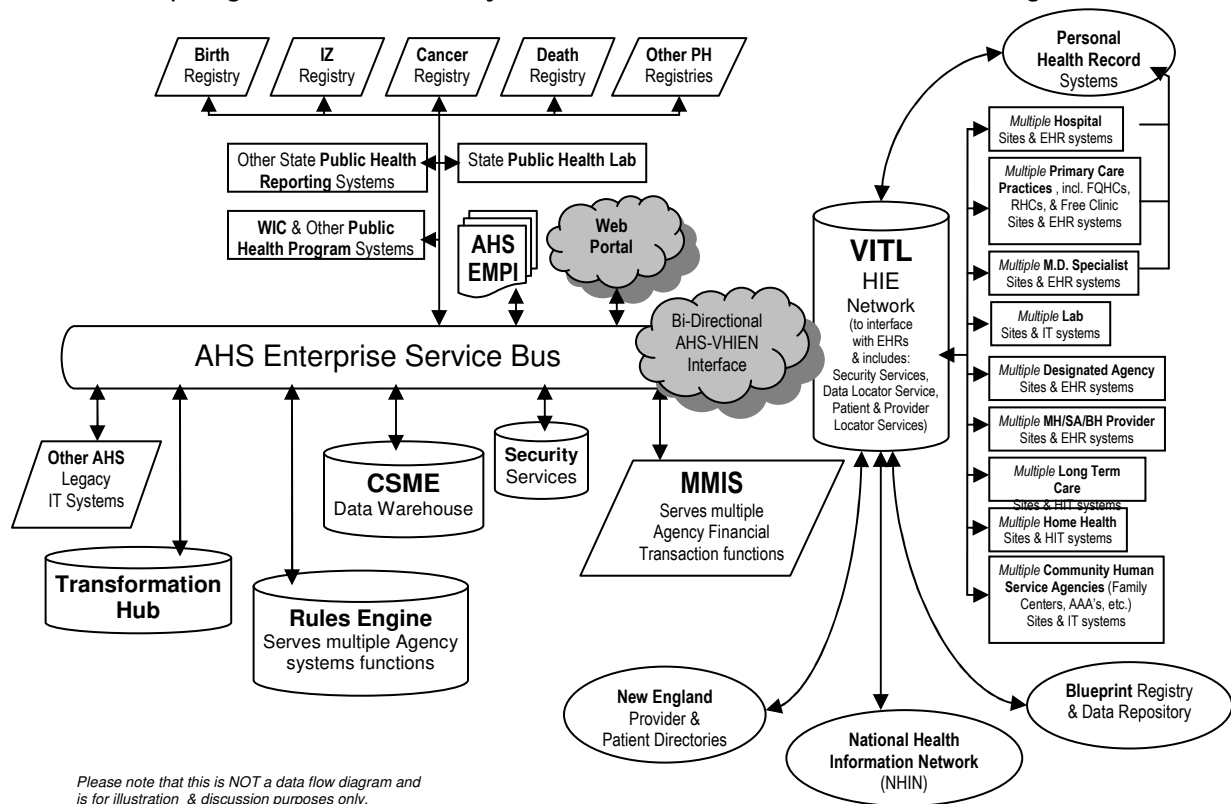 Birth
Registry
IZ
Registry
Cancer
Registry
Death
Registry
Other PH
Registries
Personal
Health Record
Systems
Other State Public Health
Reporting Systems
State Public Health Lab
WIC & Other Public
Health Program Systems
AHS
EMPI
Web
Portal
AHS Enterprise Service Bus
Bi-Directional
AHS-VHIEN
Interface
VITL
HIE
Network
(to interface
with EHRs
& includes:
Security Services,
Data Locator Service,
Patient & Provider
Locator Services)
Multiple Hospital
Sites & EHR systems
Multiple Primary Care
Practices , incl. FQHCs,
RHCs, & Free Clinic
Sites & EHR systems
Multiple M.D. Specialist
Sites & EHR systems
Multiple Lab
Sites & IT systems
Multiple Designated Agency
Sites & EHR systems
Multiple MH/SA/BH Provider
Sites & EHR systems
Multiple Long Term
Care
Sites & HIT systems
Multiple Home Health
Sites & HIT systems
Multiple Community Human
Service Agencies (Family
Centers, AAA's, etc.)
Sites & IT systems
Other AHS
Legacy
IT Systems
Transformation
Hub
Rules Engine
Serves multiple Agency
systems functions
CSME
Data Warehouse
Security
Services
MMIS
Serves multiple
Agency Financial
Transaction functions
New England
Provider &
Patient Directories
National Health
Information Network
(NHIN)
Blueprint Registry
& Data Repository
Please note that this is NOT a data flow diagram and
is for illustration & discussion purposes only.